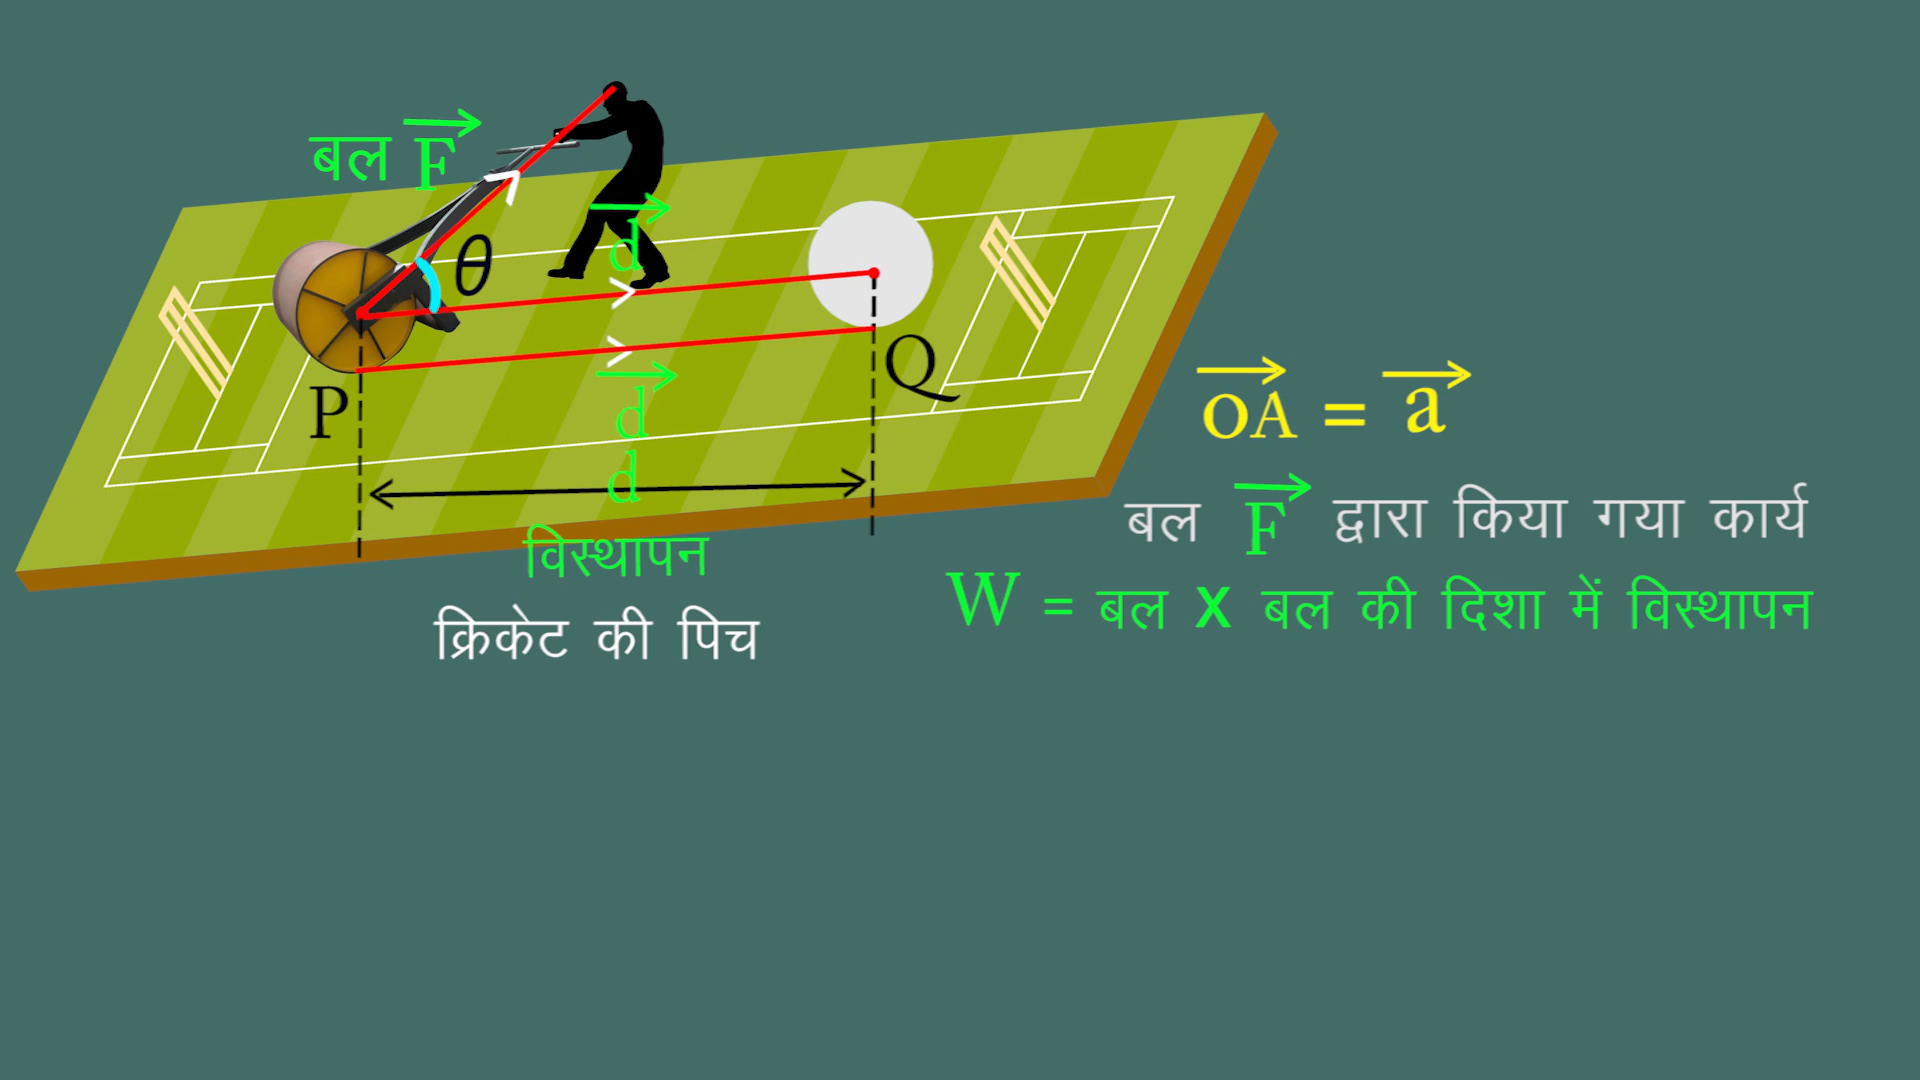 बल F
θ
d
P
Q
d
d
विस्थापन
क्रिकेट की पिच
OA = a
बल F द्वारा किया गया कार्य
W = बल X बल की दिशा में विस्थापन